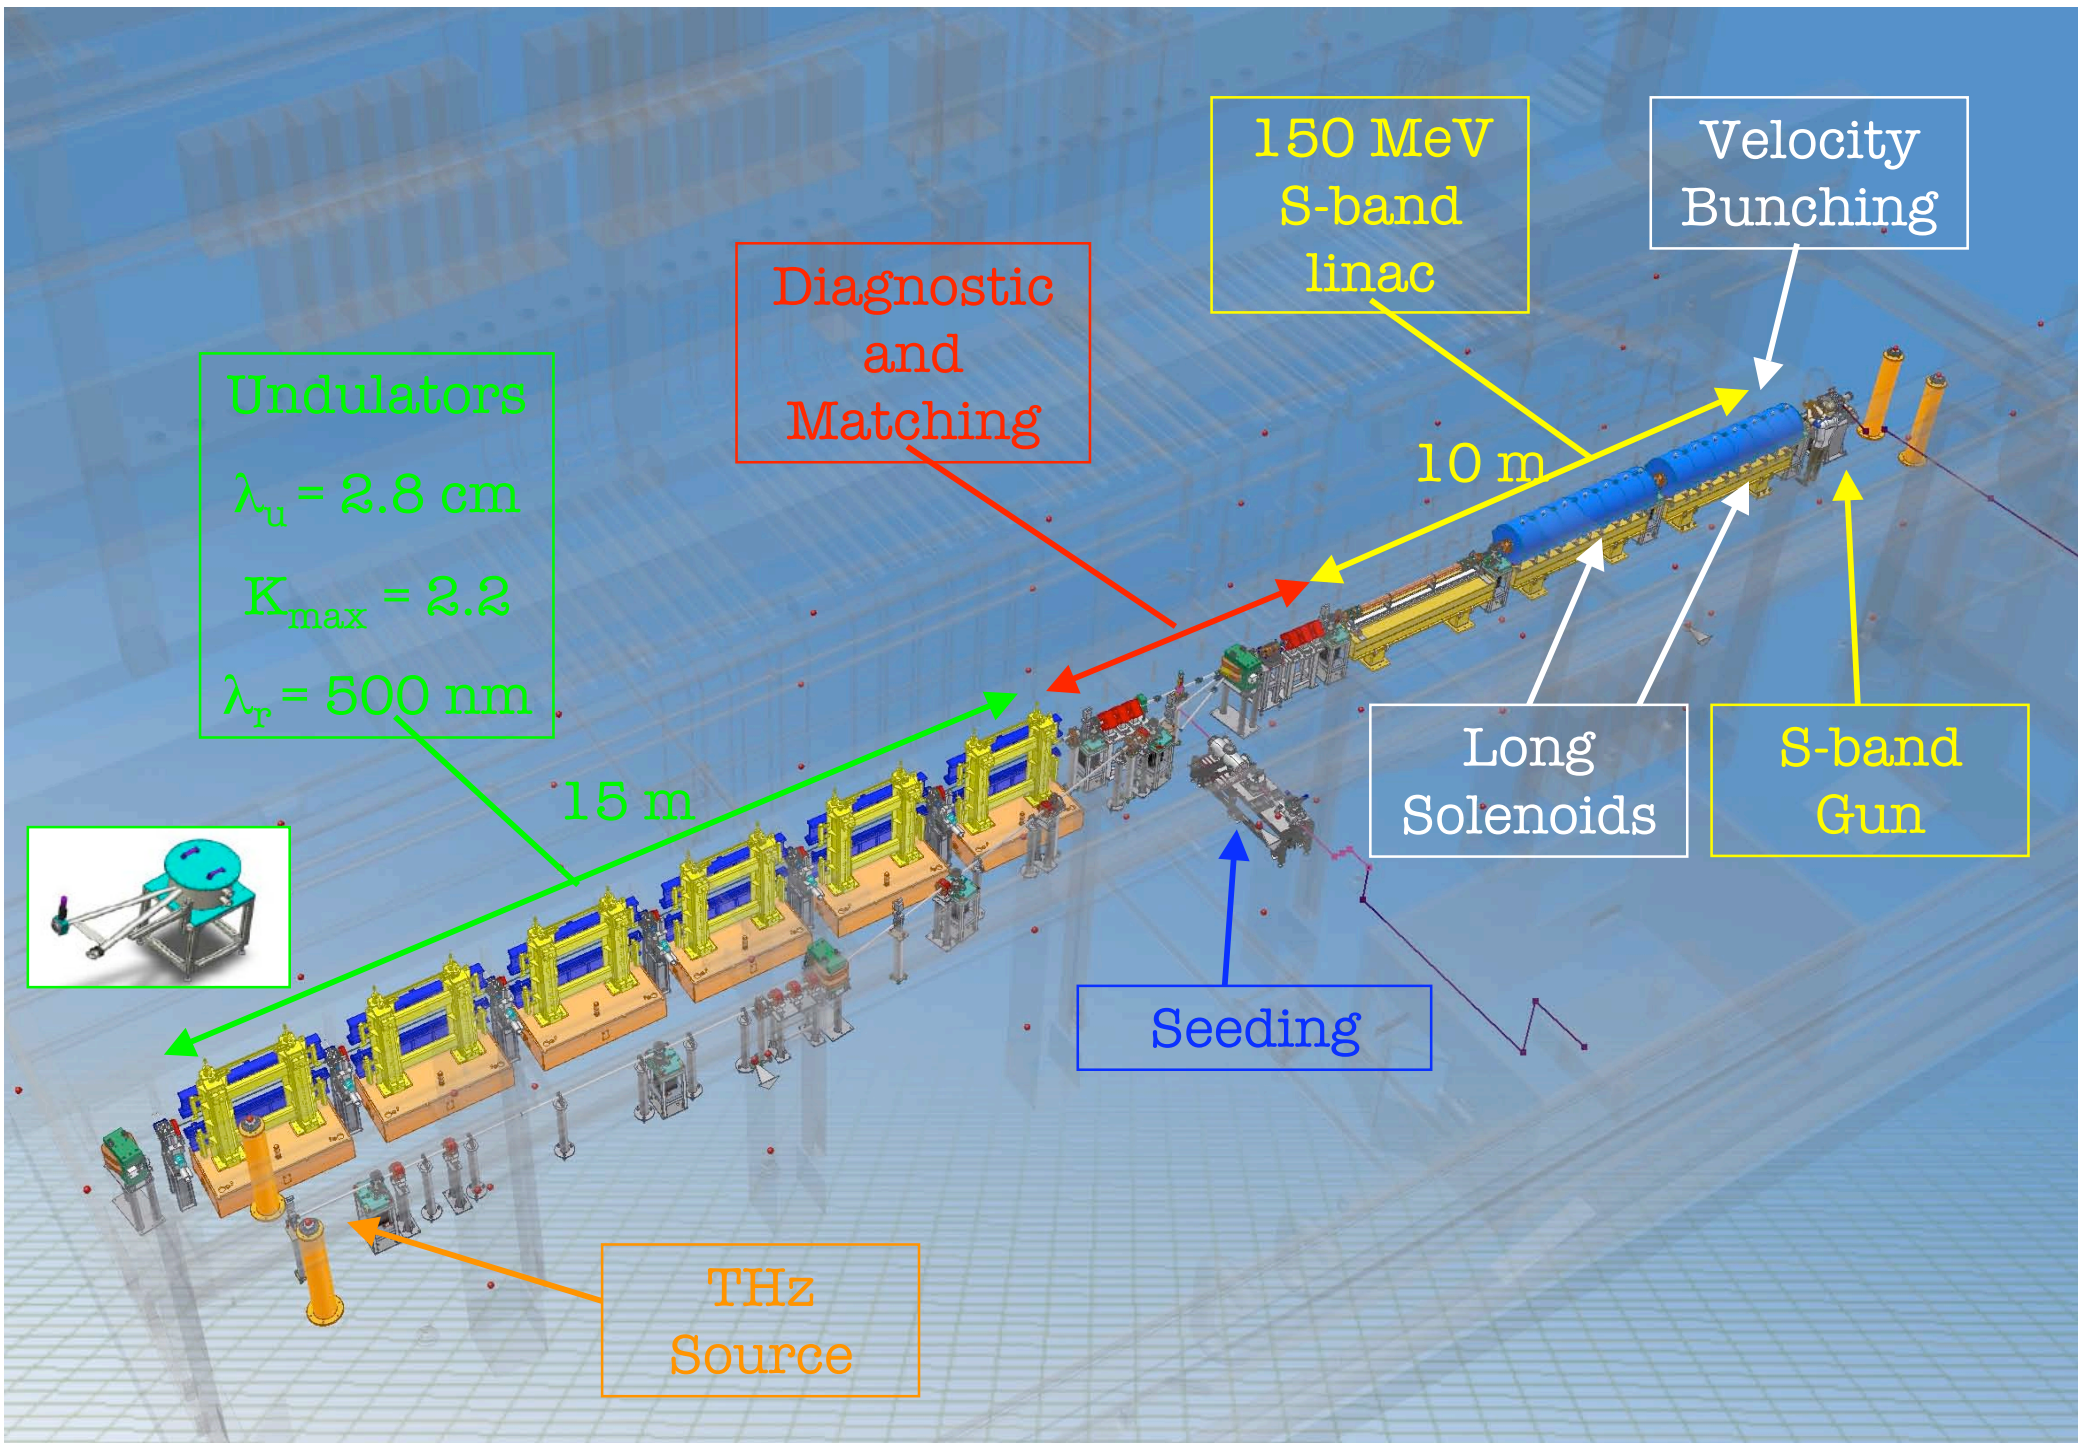 150 MeV
S-band
linac
Velocity
Bunching
Diagnostic
and
Matching
Undulators
λu = 2.8 cm
Kmax = 2.2
λr = 500 nm
10 m
15 m
Long
Solenoids
S-band
Gun
Seeding
THz
Source